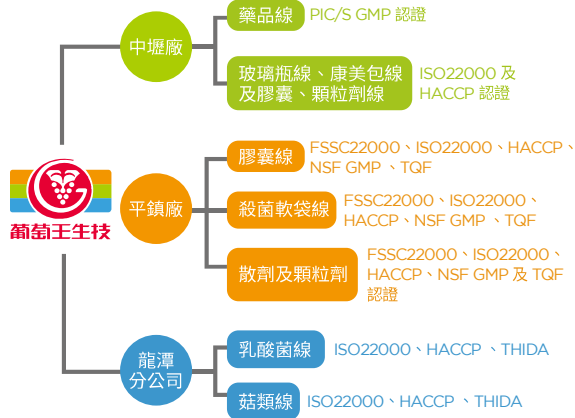 藥品線
PIC/S GMP 認證
中壢廠
玻璃瓶線、康美包線
及膠囊、顆粒劑線
ISO22000 及
HACCP 認證
膠囊線
FSSC22000、ISO22000、HACCP、
NSF GMP 、TQF
葡萄王生技
平鎮廠
殺菌軟袋線
FSSC22000、ISO22000、
HACCP、NSF GMP 、TQF
散劑及顆粒劑
FSSC22000、ISO22000、
HACCP、NSF GMP 及 TQF
認證
龍潭
分公司
乳酸菌線
ISO22000、HACCP 、THIDA
菇類線
ISO22000、HACCP 、THIDA